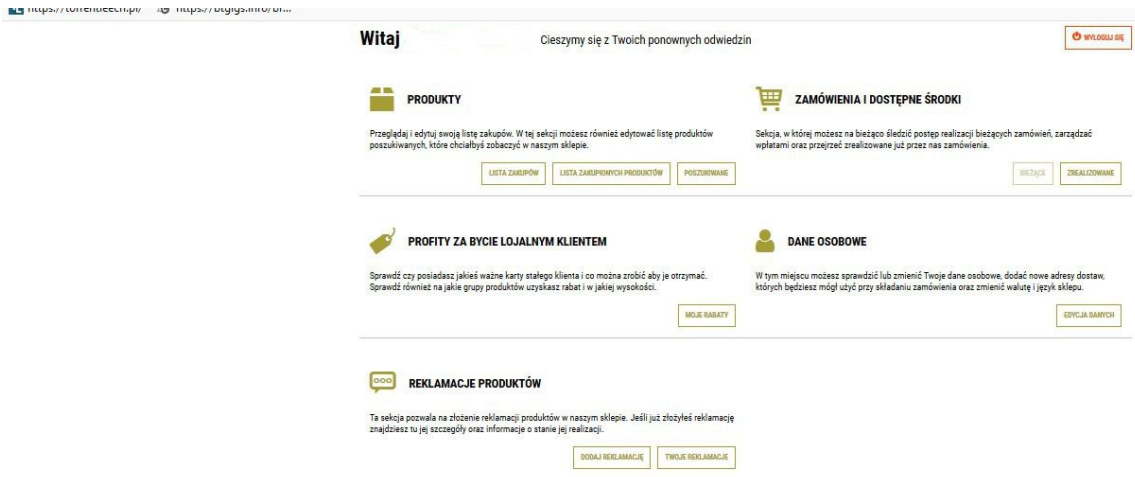 Witaj
Cieszymy się z Twoich ponownych odwiedzin
WYLOGUJ SIĘ
PRODUKTY
Przeglądaj i edytuj swoją listę zakupów. W tej sekcji możesz również edytować listę produktów
poszukiwanych, które chciałbyś zobaczyć w naszym sklepie.
LISTA ZAKUPÓW
LISTA ZAKUPIONYCH PRODUKTÓW
POSZUKIWANE
ZAMÓWIENIA I DOSTĘPNE ŚRODKI
Sekcja, w której możesz na bieżąco śledzić postęp realizacji bieżących zamówień, zarządzać
wpłatami oraz przejrzeć zrealizowane już przez nas zamówienia.
BIEŻĄCE
ZREALIZOWANE
PROFITY ZA BYCIE LOJALNYM KLIENTEM
Sprawdź czy posiadasz jakieś ważne karty stałego klienta i co można zrobić aby je otrzymać.
Sprawdź również na jakie grupy produktów uzyskasz rabat i w jakiej wysokości.
MOJE RABATY
DANE OSOBOWE
W tym miejscu możesz sprawdzić lub zmienić Twoje dane osobowe, dodać nowe adresy dostaw,
których będziesz mógł użyć przy składaniu zamówienia oraz zmienić walutę i język sklepu.
EDYCJA DANYCH
REKLAMACJE PRODUKTÓW
Ta sekcja pozwala na złożenie reklamacji produktów w naszym sklepie. Jeśli już złożyłeś reklamację
znajdziesz tu jej szczegóły oraz informacje o stanie jej realizacji.
DODAJ REKLAMACJĘ
TWOJE REKLAMACJE